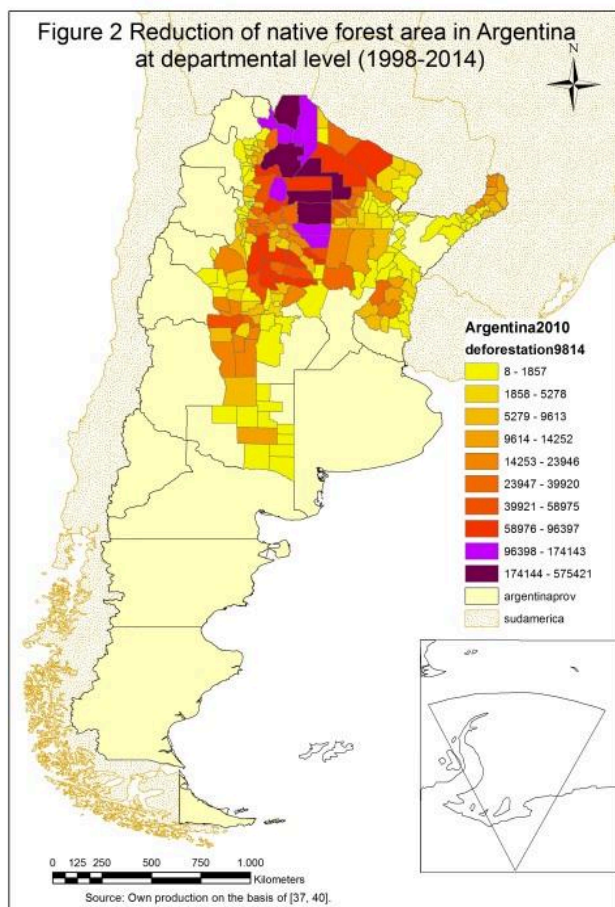 Figure 2 Reduction of native forest area in Argentina
at departmental level (1998-2014)
N
Argentina2010
deforestation9814
8 - 1857
1858 - 5278
5279 - 9613
9614 - 14252
14253 - 23946
23947 - 39920
39921 - 58975
58976 - 96397
96398 - 174143
174144 - 575421
argentinaprov
sudamerica
0 125 250 500 750 1.000
Kilometers
Source: Own production on the basis of [37, 40].